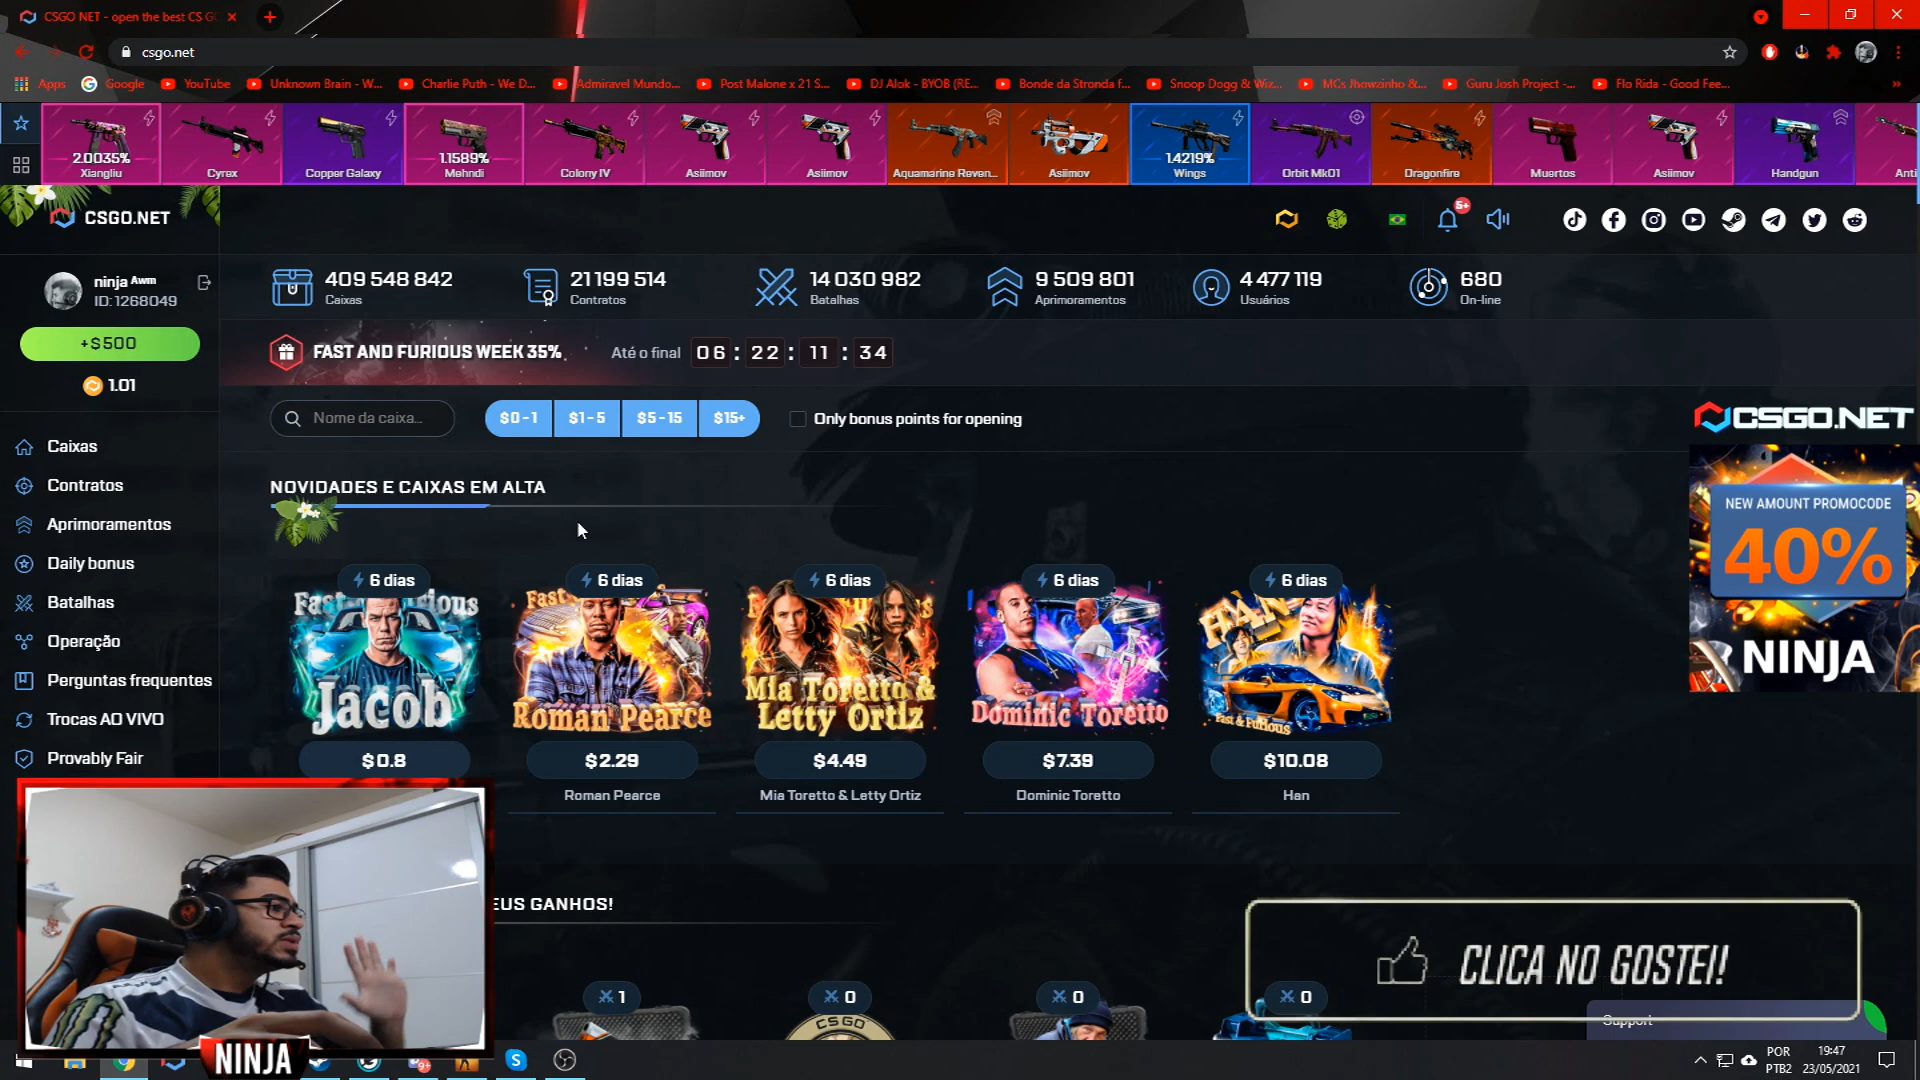 CSGO NET - open the best CS G
csgo.net
Apps
Google
YouTube
Unknown Brain - W...
Charlie Puth - We D...
Admiravel Mundo...
Post Malone x 21 S...
DJ Alok - BYOB (RE...
Bonde da Stronda f...
Snoop Dogg & Wiz...
MCs Jhowzinho &...
Guru Josh Project -...
Flo Rida - Good Fee...
2.0035%
Xiangliu
Cyrex
Copper Galaxy
1.1589%
Mehndi
Colony IV
Asiimov
Asiimov
Aquamarine Reven...
Asiimov
1.4219%
Wings
Orbit Mk01
Dragonfire
Muertos
Asiimov
Handgun
Anti
CSGO.NET
5+
ninja Awm
ID:1268049
+$500
1.01
409 548 842
Caixas
21 199 514
Contratos
14 030 982
Batalhas
9 509 801
Aprimoramentos
4 477 119
Usuários
680
On-line
FAST AND FURIOUS WEEK 35%
Até o final
06 : 22 : 11 : 34
Nome da caixa...
$0-1
$1-5
$5-15
$15+
Only bonus points for opening
Caixas
Contratos
Aprimoramentos
Daily bonus
Batalhas
Operação
Perguntas frequentes
Trocas AO VIVO
Provably Fair
NOVIDADES E CAIXAS EM ALTA
6 dias
6 dias
6 dias
6 dias
6 dias
Jacob
Roman Pearce
Mia Toretto &
Letty Ortiz
Dominic Toretto
Fast & Furious
$0.8
$2.29
$4.49
$7.39
$10.08
Roman Pearce
Mia Toretto & Letty Ortiz
Dominic Toretto
Han
CSGO.NET
NEW AMOUNT PROMOCODE
40%
NINJA
EUS GANHOS!
1
0
0
0
CSGO
CLICA NO GOSTEI!
Support
NINJA
9+
POR
PTB2
19:47
23/05/2021